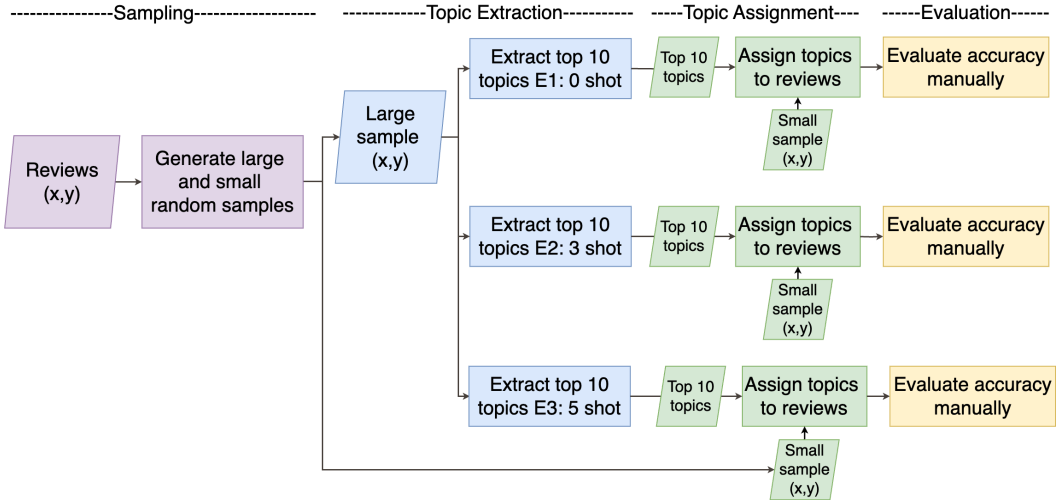 Sampling
Topic Extraction
Topic Assignment
Evaluation
Reviews
(x,y)
Generate large
and small
random samples
Large
sample
(x,y)
Extract top 10
topics E1: 0 shot
Top 10
topics
Assign topics
to reviews
Small
sample
(x,y)
Evaluate accuracy
manually
Extract top 10
topics E2: 3 shot
Top 10
topics
Assign topics
to reviews
Small
sample
(x,y)
Evaluate accuracy
manually
Extract top 10
topics E3: 5 shot
Top 10
topics
Assign topics
to reviews
Small
sample
(x,y)
Evaluate accuracy
manually